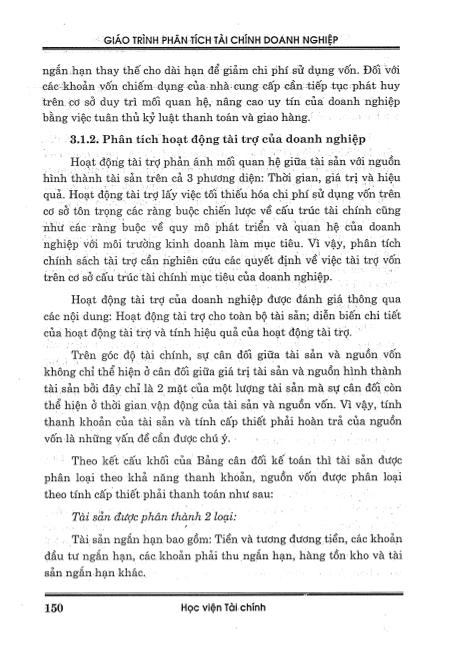 GIÁO TRÌNH PHÂN TÍCH TÀI CHÍNH DOANH NGHIỆP
ngắn hạn thay thế cho dài hạn để giảm chi phí sử dụng vốn. Đối với
các khoản vốn chiếm dụng của nhà cung cấp cần tiếp tục phát huy
trên cơ sở duy trì mối quan hệ, nâng cao uy tín của doanh nghiệp
bằng việc tuân thủ kỷ luật thanh toán và giao hàng.
3.1.2. Phân tích hoạt động tài trợ của doanh nghiệp
Hoạt động tài trợ phản ánh mối quan hệ giữa tài sản với nguồn
hình thành tài sản trên cả 3 phương diện: Thời gian, giá trị và hiệu
quả. Hoạt động tài trợ lấy việc tối thiểu hóa chi phí sử dụng vốn trên
cơ sở tôn trọng các ràng buộc chiến lược về cấu trúc tài chính cũng
như các ràng buộc về quy mô phát triển và quan hệ của doanh
nghiệp với môi trường kinh doanh làm mục tiêu. Vì vậy, phân tích
chính sách tài trợ cần nghiên cứu các quyết định về việc tài trợ vốn
trên cơ sở cấu trúc tài chính mục tiêu của doanh nghiệp.
Hoạt động tài trợ của doanh nghiệp được đánh giá thông qua
các nội dung: Hoạt động tài trợ cho toàn bộ tài sản; diễn biến chi tiết
của hoạt động tài trợ và tính hiệu quả của hoạt động tài trợ.
Trên góc độ tài chính, sự cân đối giữa tài sản và nguồn vốn
không chỉ thể hiện ở cân đối giữa giá trị tài sản và nguồn hình thành
tài sản bởi đây chỉ là 2 mặt của một lượng tài sản mà sự cân đối còn
thể hiện ở thời gian vận động của tài sản và nguồn vốn. Vì vậy, tính
thanh khoản của tài sản và tính cấp thiết phải hoàn trả của nguồn
vốn là những vấn đề cần được chú ý.
Theo kết cấu khối của Bảng cân đối kế toán thì tài sản được
phân loại theo khả năng thanh khoản, nguồn vốn được phân loại
theo tính cấp thiết phải thanh toán như sau:
Tài sản được phân thành 2 loại:
Tài sản ngắn hạn bao gồm: Tiền và tương đương tiền, các khoản
đầu tư ngắn hạn, các khoản phải thu ngắn hạn, hàng tồn kho và tài
sản ngắn hạn khác.
150 Học viện Tài chính